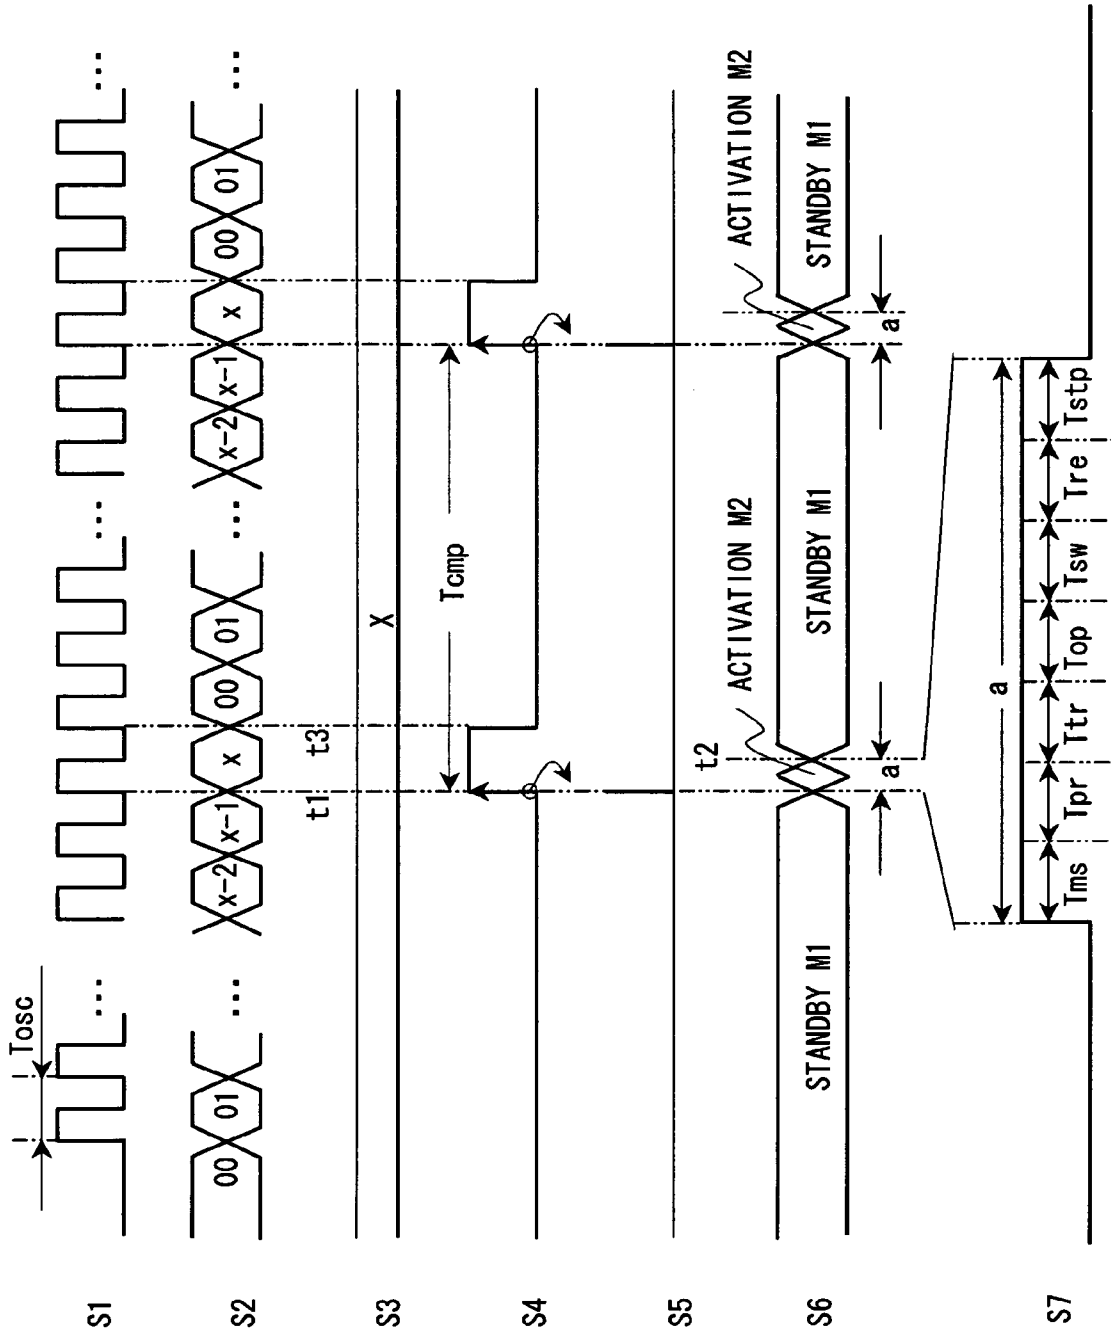 Tosc
S1 ... ... ...
S2 00 01 ... x-2 x-1 x 00 01 ... x-2 x-1 x 00 01 ...
t1 t3
S3 X
Tcmp
S4
S5
t2 ACTIVATION M2 ACTIVATION M2
S6 STANDBY M1 STANDBY M1 STANDBY M1
a a
a
S7
Tms Tpr Ttr Top Tsw Tre Tstp